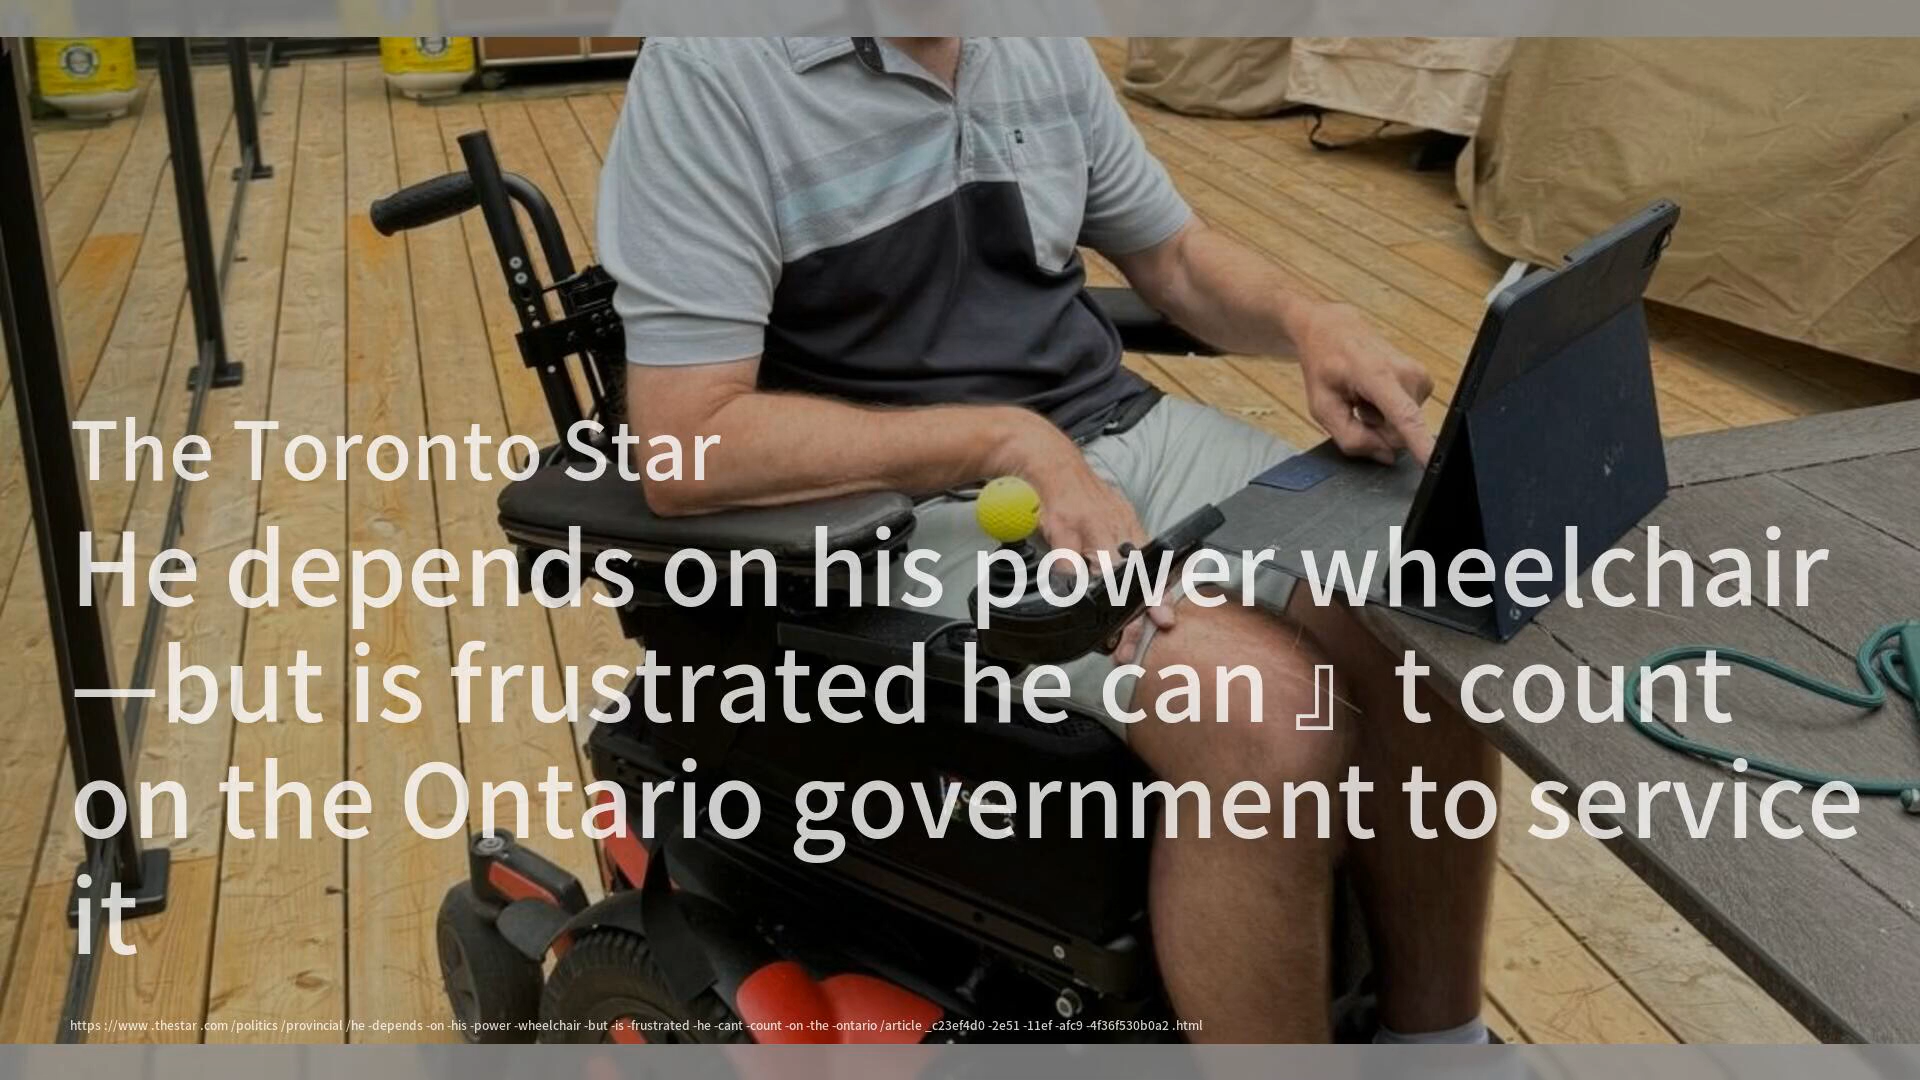 The Toronto Star
He depends on his power wheelchair
—but is frustrated he can 』 t count
on the Ontario government to service
it
https ://www .thestar .com /politics /provincial /he -depends -on -his -power -wheelchair -but -is -frustrated -he -cant -count -on -the -ontario /article _c23ef4d0 -2e51 -11ef -afc9 -4f36f530b0a2 .html